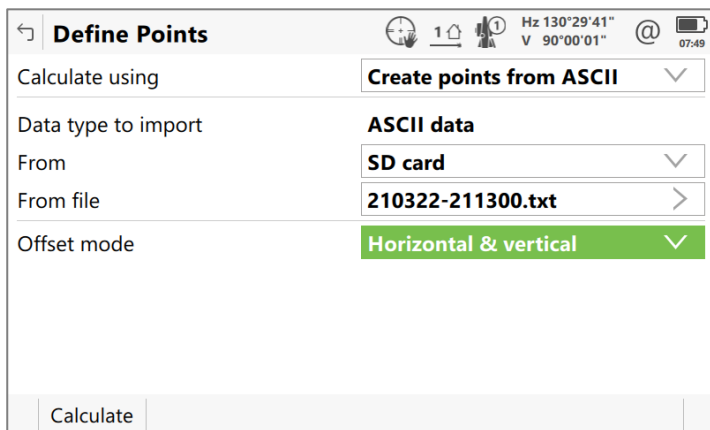 Define Points
1
1
Hz 130°29'41"
V 90°00'01"
@
07:49
Calculate using
Create points from ASCII
Data type to import
ASCII data
From
SD card
From file
210322-211300.txt
Offset mode
Horizontal & vertical
Calculate